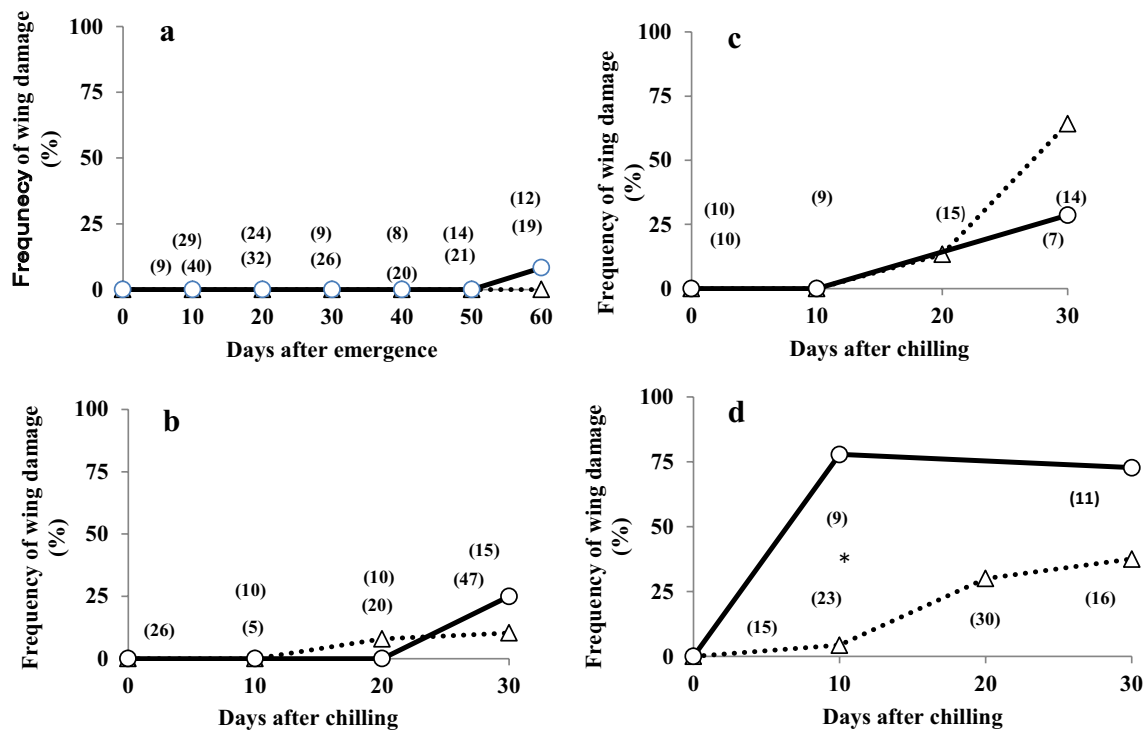 a
Frequnecy of wing damage
(%)
100
75
50
25
0
(12)
(29) (24) (9) (8) (14) (19)
(9) (40) (32) (26) (20) (21)
0 10 20 30 40 50 60
Days after emergence
c
Frequency of wing damage
(%)
100
75
50
25
0
(10) (9) (15) (14)
(10) (7)
0 10 20 30
Days after chilling
b
Frequency of wing damage
(%)
100
75
50
25
0
(15)
(10) (10) (47)
(26) (5) (20)
0 10 20 30
Days after chilling
d
Frequency of wing damage
(%)
100
75
50
25
0
(11)
(9)
*
(23) (16)
(15) (30)
0 10 20 30
Days after chilling